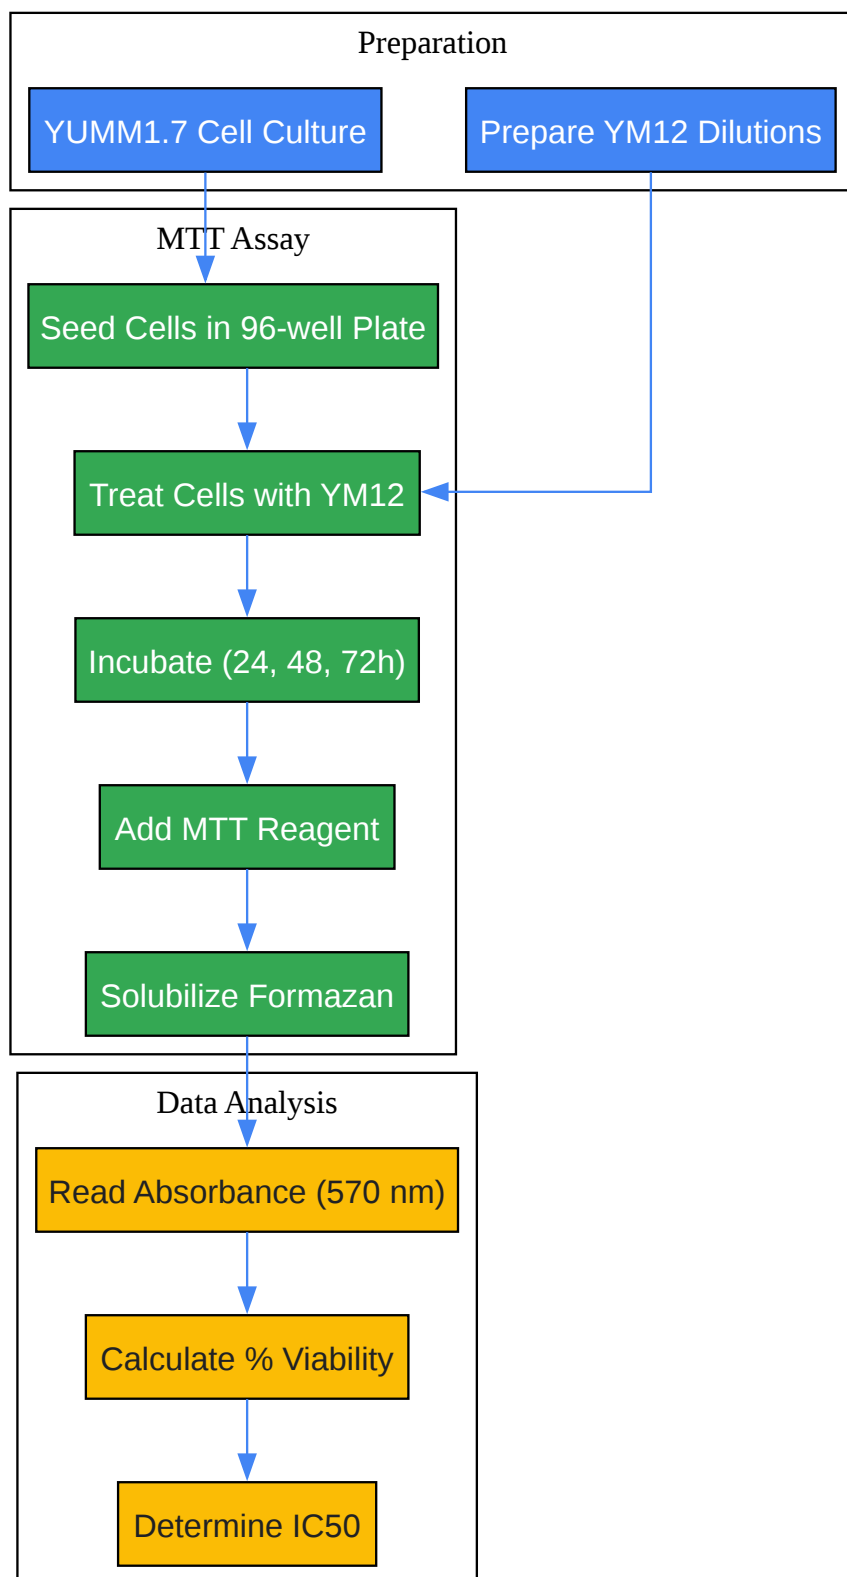 Preparation
YUMM1.7 Cell Culture
Prepare YM12 Dilutions
MTT Assay
Seed Cells in 96-well Plate
Treat Cells with YM12
Incubate (24, 48, 72h)
Add MTT Reagent
Solubilize Formazan
Data Analysis
Read Absorbance (570 nm)
Calculate % Viability
Determine IC50